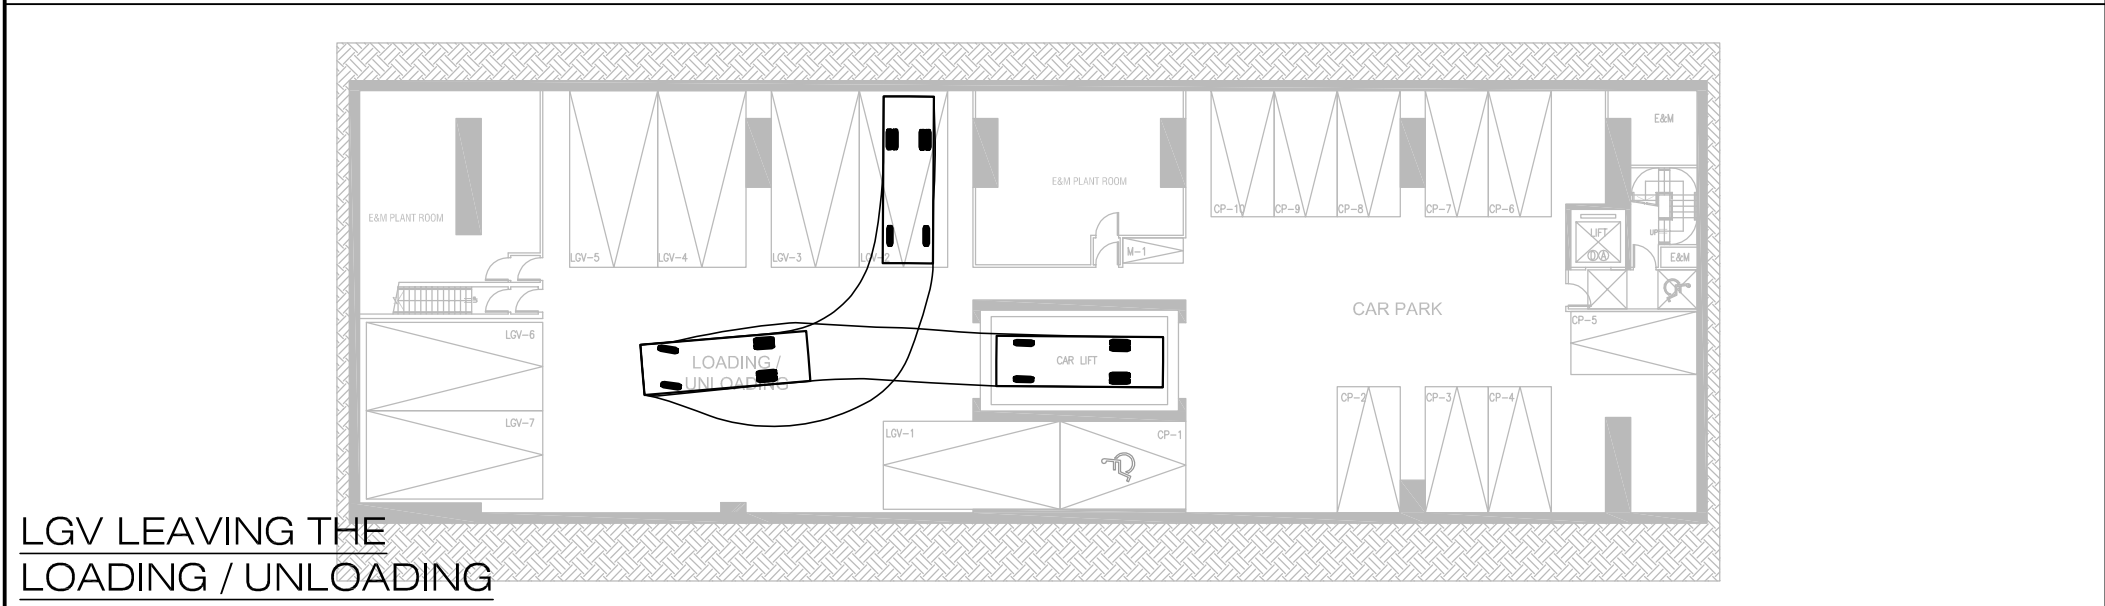 E&M
E&M PLANT ROOM
E&M PLANT ROOM
CP-10
CP-9
CP-8
CP-7
CP-6
LIFT
UP
LGV-5
LGV-4
LGV-3
LGV-2
M-1
E&M
CAR PARK
CP-5
LGV-6
LOADING /
UNLOADING
CAR LIFT
CP-2
CP-3
CP-4
LGV-7
LGV-1
CP-1
LGV LEAVING THE
LOADING / UNLOADING